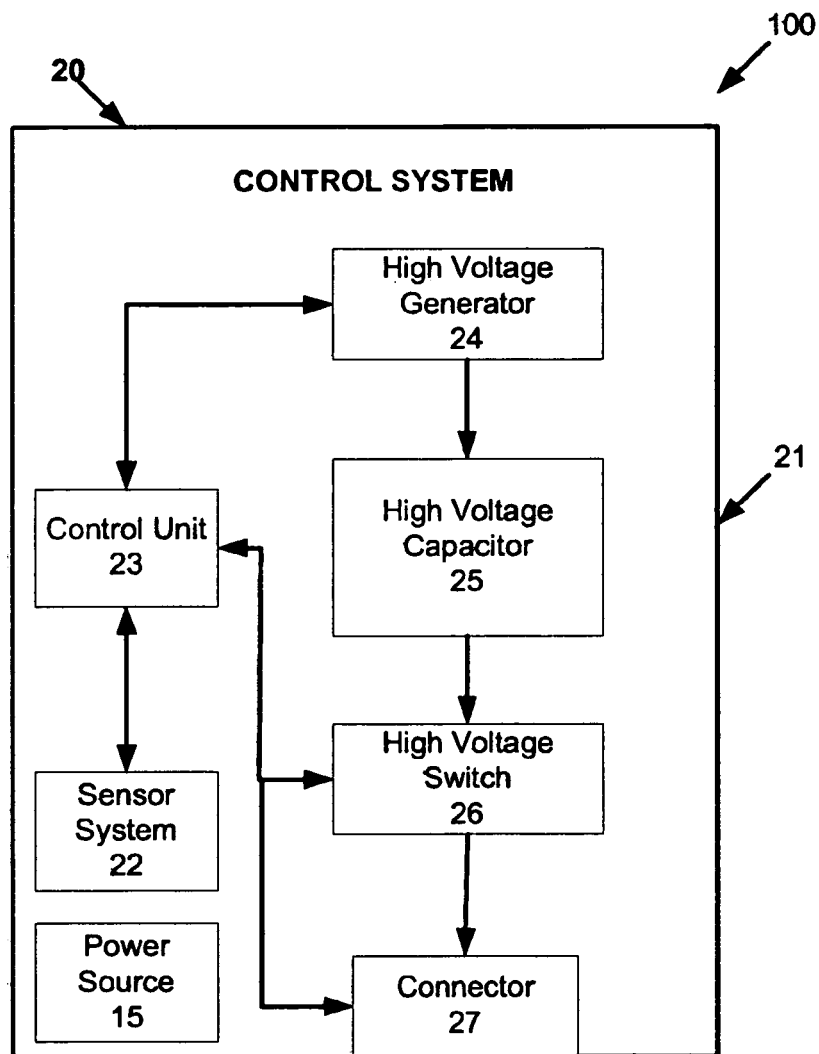 100
20
CONTROL SYSTEM
High Voltage
Generator
24
21
Control Unit
23
High Voltage
Capacitor
25
High Voltage
Switch
26
Sensor
System
22
Power
Source
15
Connector
27